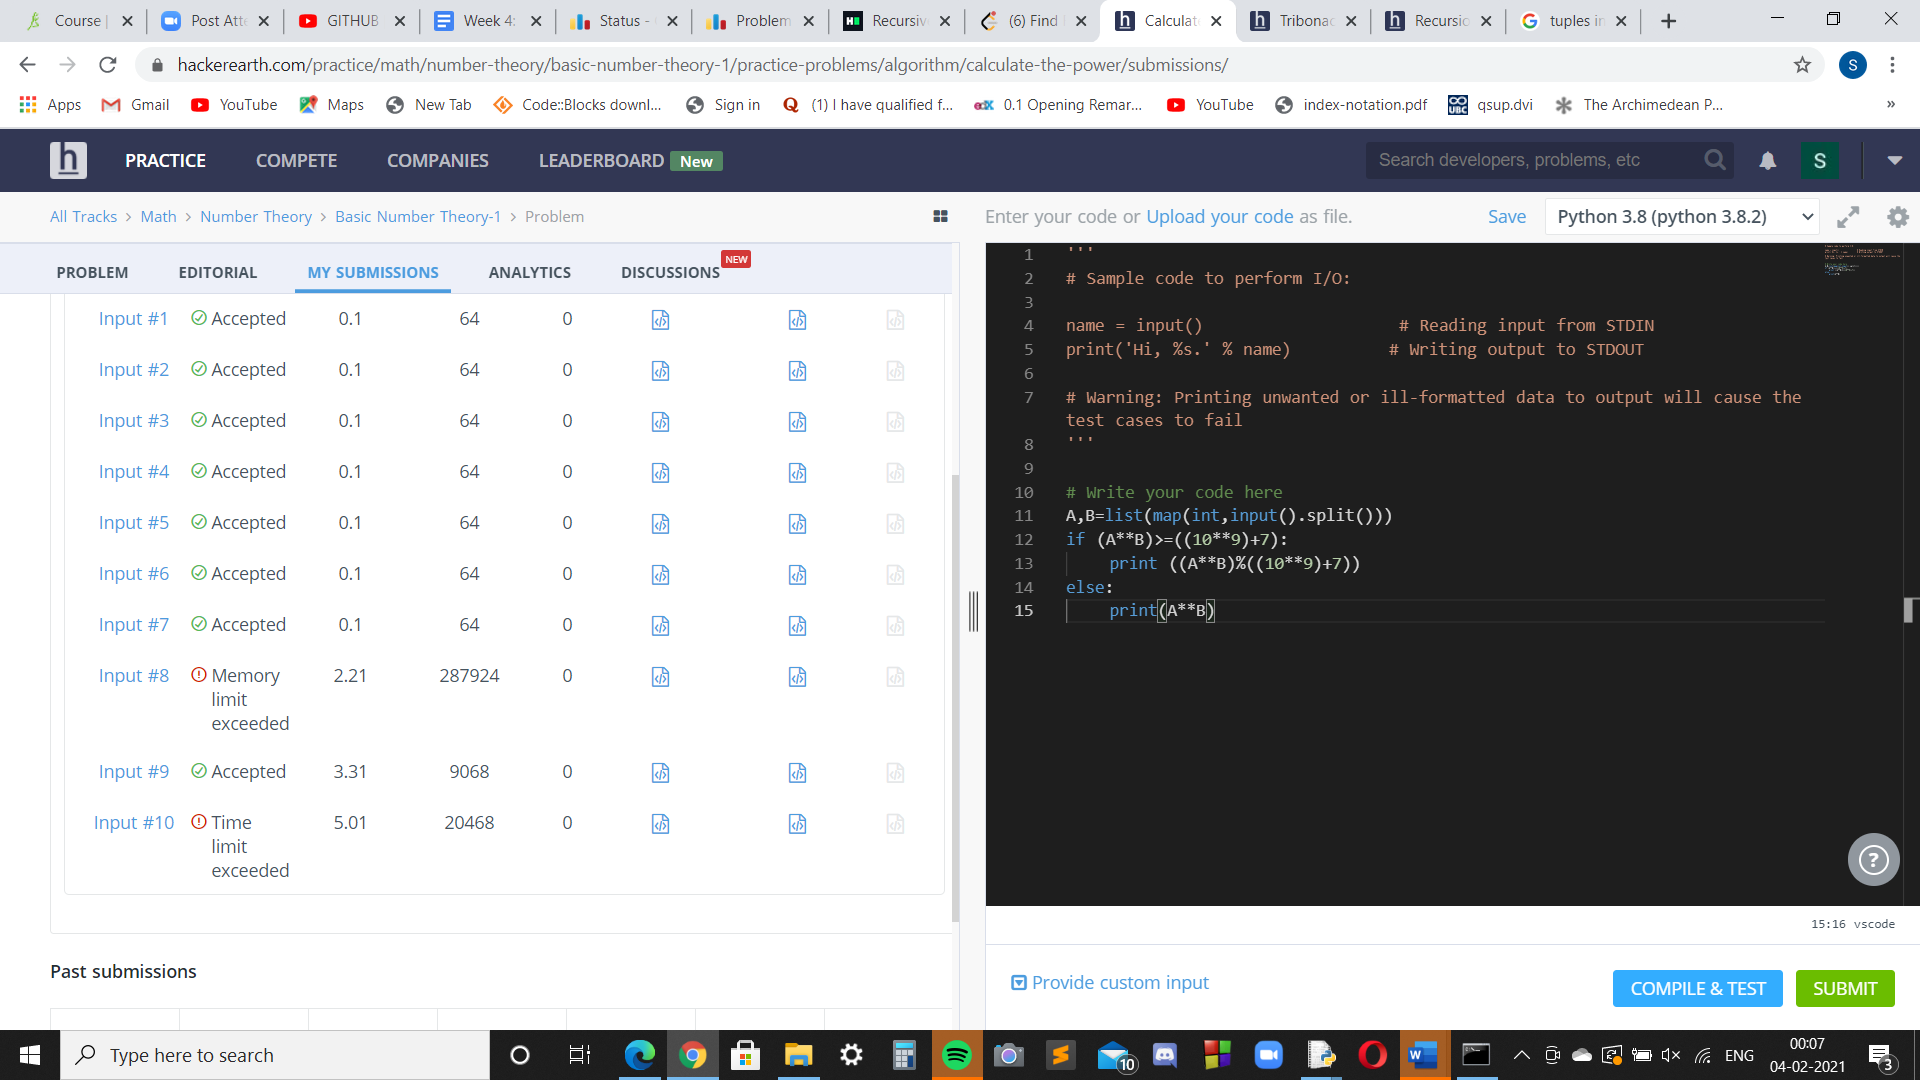 Course |
Post Atte
GITHUB
Week 4:
Status -
Problem
Recursiv
(6) Find
Calculat
Tribonac
Recursio
tuples in
hackerearth.com/practice/math/number-theory/basic-number-theory-1/practice-problems/algorithm/calculate-the-power/submissions/
S
Apps
Gmail
YouTube
Maps
New Tab
Code::Blocks downl...
Sign in
(1) I have qualified f...
0.1 Opening Remar...
YouTube
index-notation.pdf
qsup.dvi
The Archimedean P...
»
h
PRACTICE
COMPETE
COMPANIES
LEADERBOARD New
Search developers, problems, etc
S
All Tracks > Math > Number Theory > Basic Number Theory-1 > Problem
Enter your code or Upload your code as file.
Save
Python 3.8 (python 3.8.2)
PROBLEM
EDITORIAL
MY SUBMISSIONS
ANALYTICS
DISCUSSIONS NEW
Input #1 Accepted 0.1 64 0
Input #2 Accepted 0.1 64 0
Input #3 Accepted 0.1 64 0
Input #4 Accepted 0.1 64 0
Input #5 Accepted 0.1 64 0
Input #6 Accepted 0.1 64 0
Input #7 Accepted 0.1 64 0
Input #8 Memory limit exceeded 2.21 287924 0
Input #9 Accepted 3.31 9068 0
Input #10 Time limit exceeded 5.01 20468 0
Past submissions
1 '''
2 # Sample code to perform I/O:
3
4 name = input() # Reading input from STDIN
5 print('Hi, %s.' % name) # Writing output to STDOUT
6
7 # Warning: Printing unwanted or ill-formatted data to output will cause the
test cases to fail
8 '''
9
10 # Write your code here
11 A,B=list(map(int,input().split()))
12 if (A**B)>=((10**9)+7):
13 print ((A**B)%((10**9)+7))
14 else:
15 print(A**B)
?
15:16 vscode
Provide custom input
COMPILE & TEST
SUBMIT
Type here to search
10
ENG
00:07
04-02-2021
3